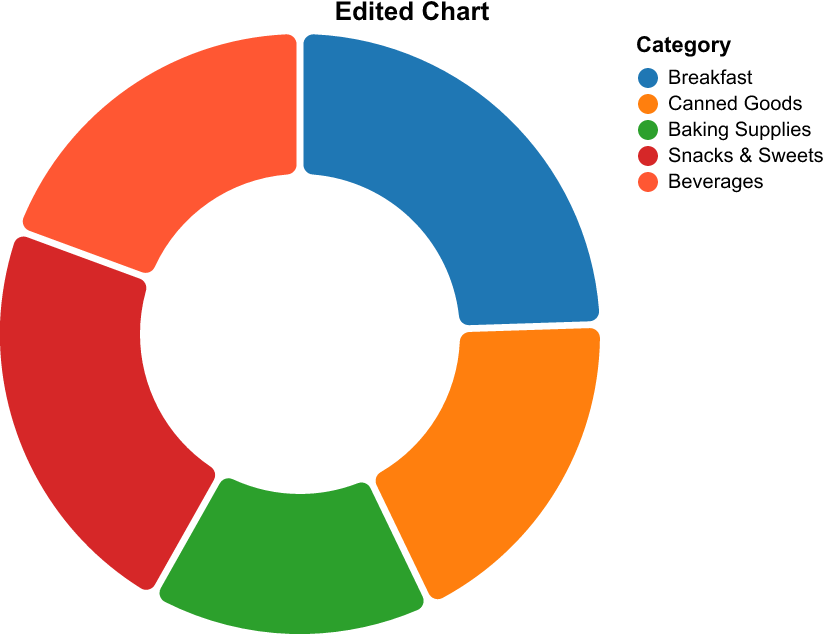 Edited Chart
Category
Breakfast
Canned Goods
Baking Supplies
Snacks & Sweets
Beverages